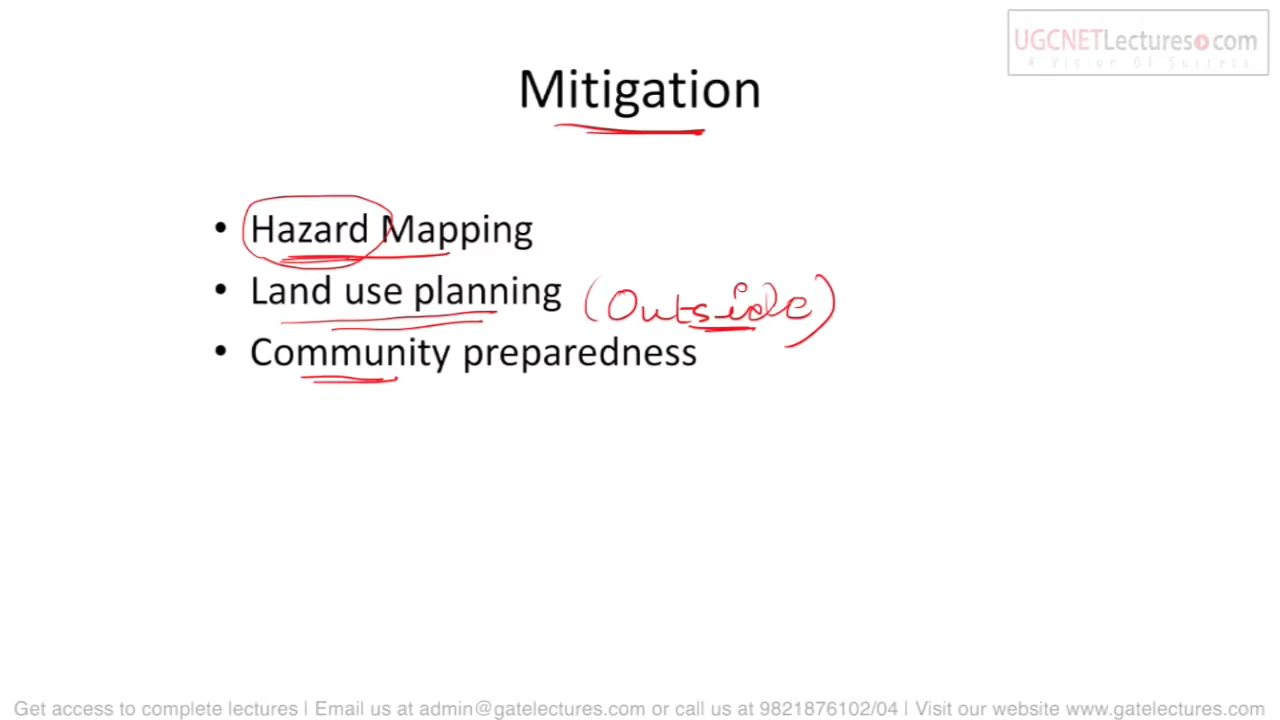 UGCNETLectures.com
A Vision Of Success
Mitigation
• Hazard Mapping
• Land use planning (Outside)
• Community preparedness
Get access to complete lectures | Email us at admin@gatelectures.com or call us at 9821876102/04 | Visit our website www.gatelectures.com